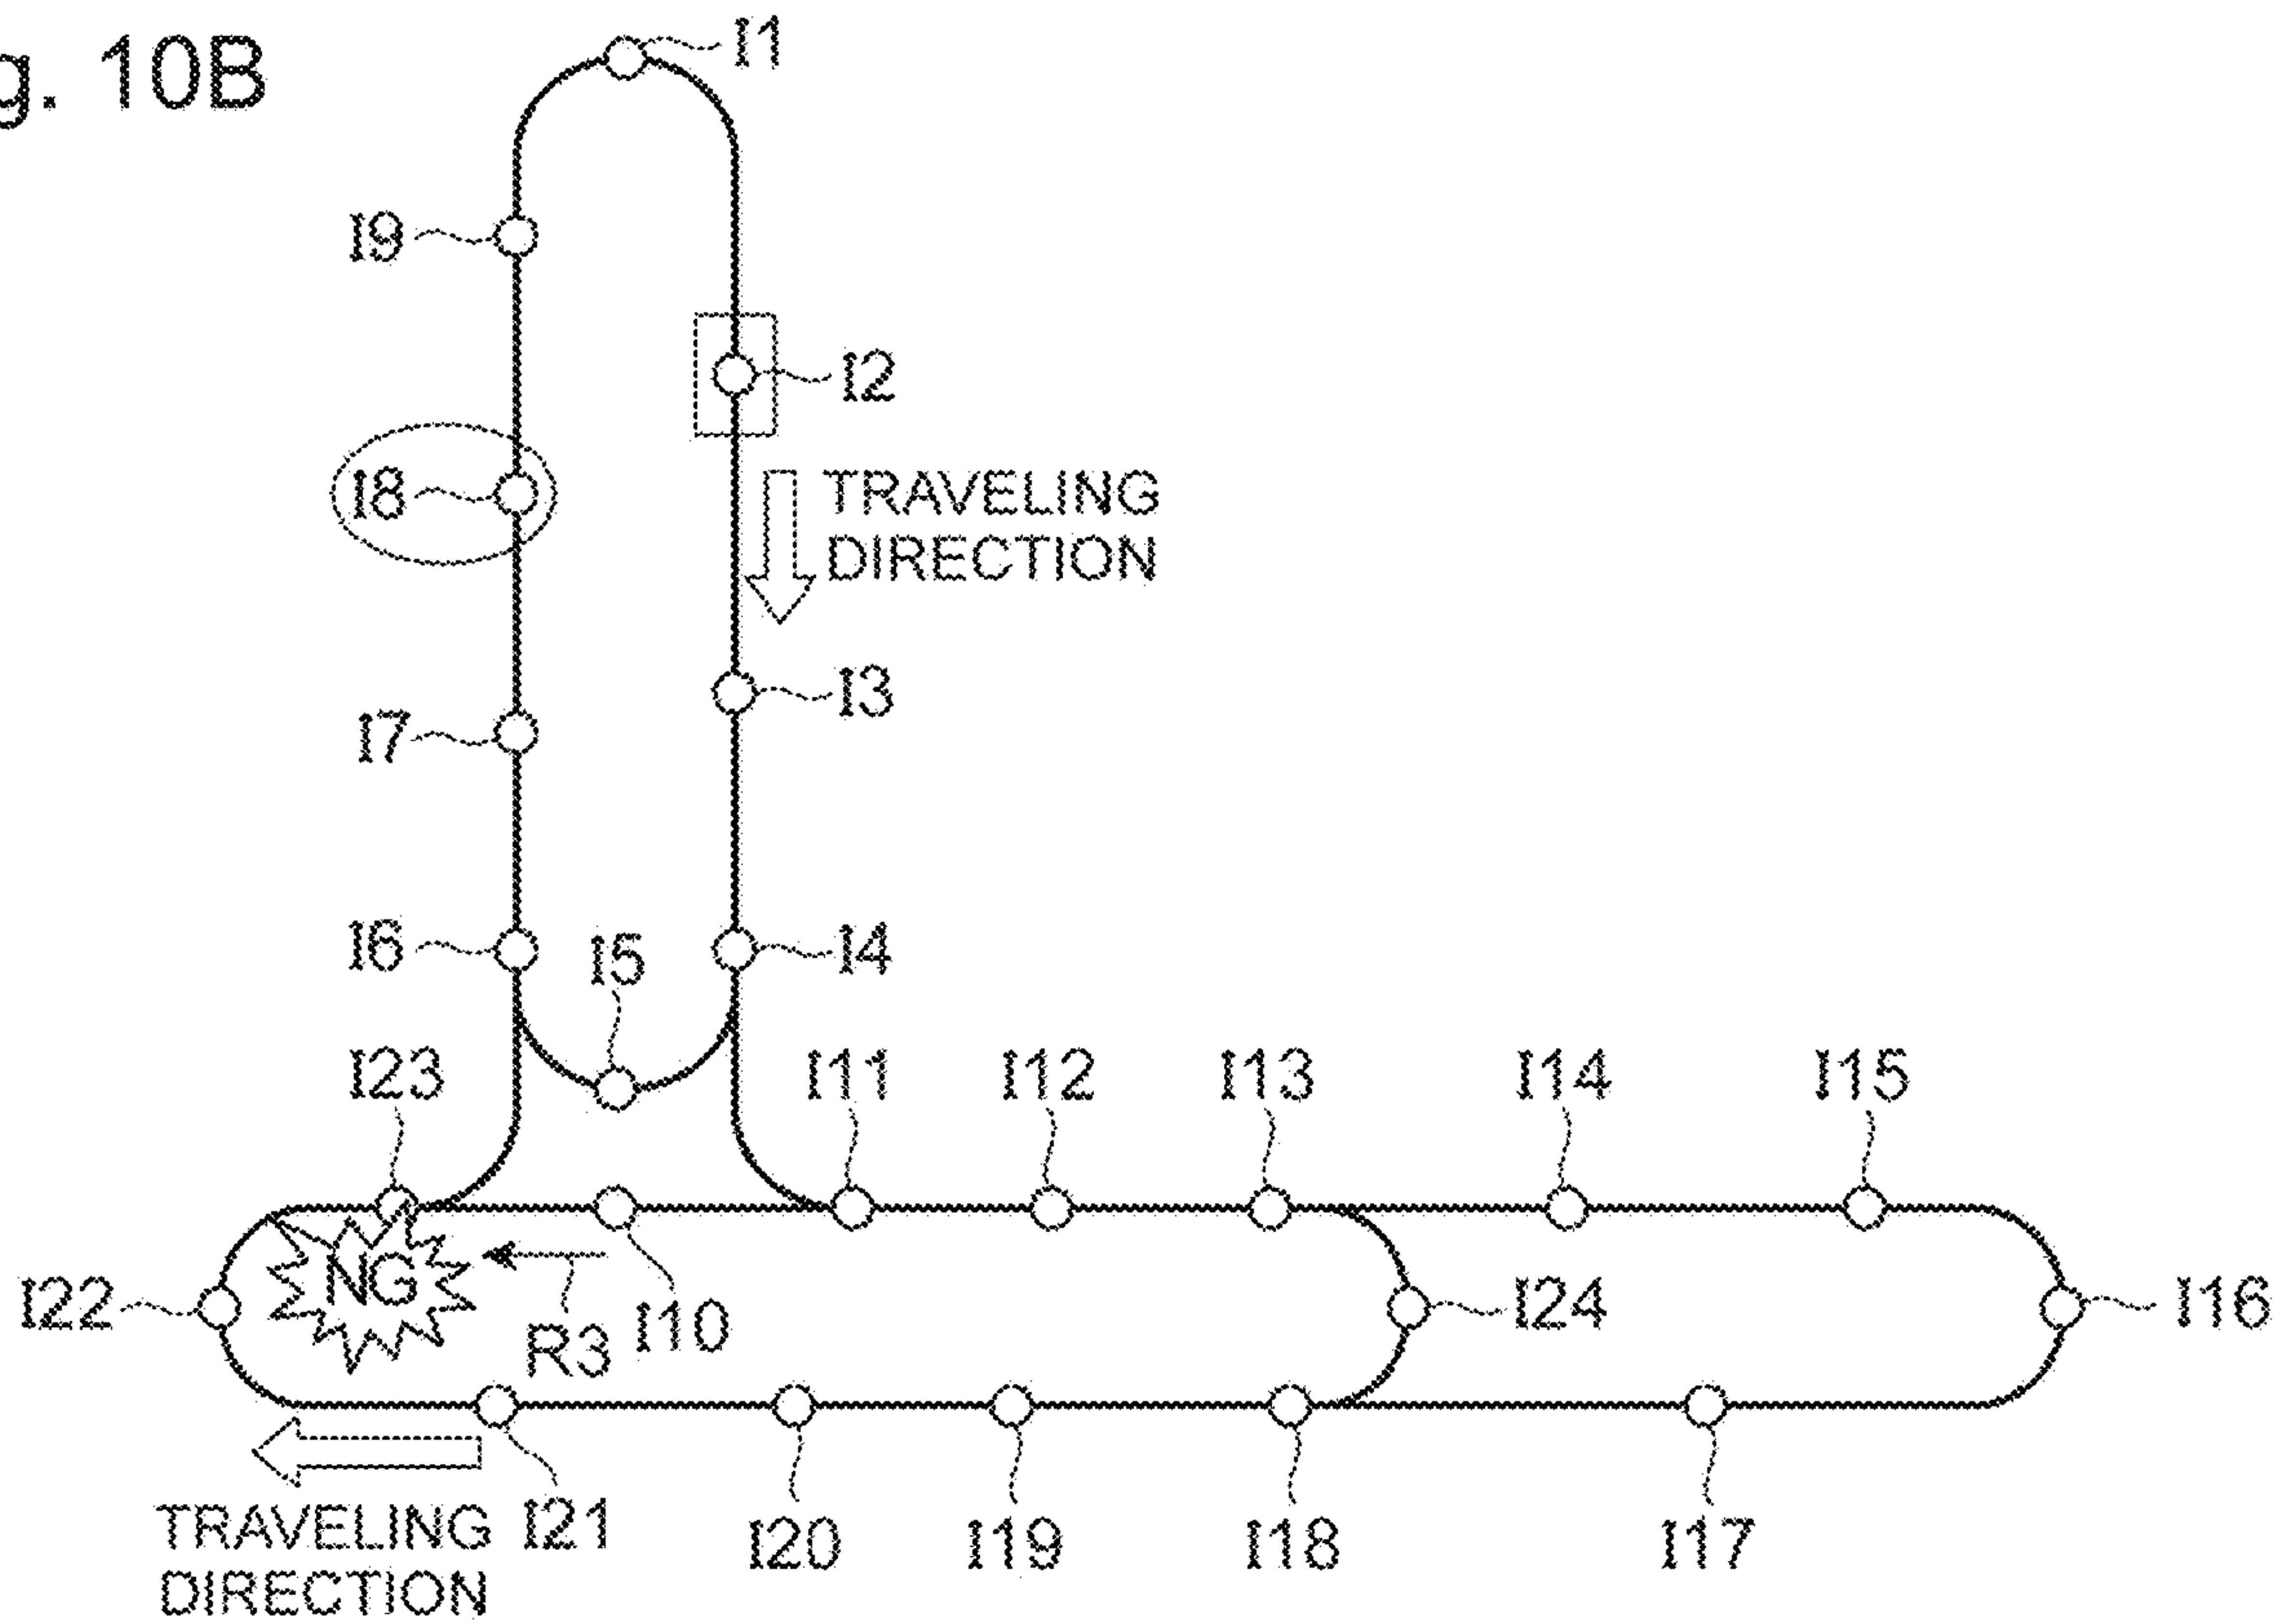 g. 10B
I1
I9
I2
I8
TRAVELING
DIRECTION
I3
I7
I6
I5
I4
I23
I11
I12
I13
I14
I15
NG
I22
R3
I10
I24
I16
TRAVELING
DIRECTION
I21
I20
I19
I18
I17